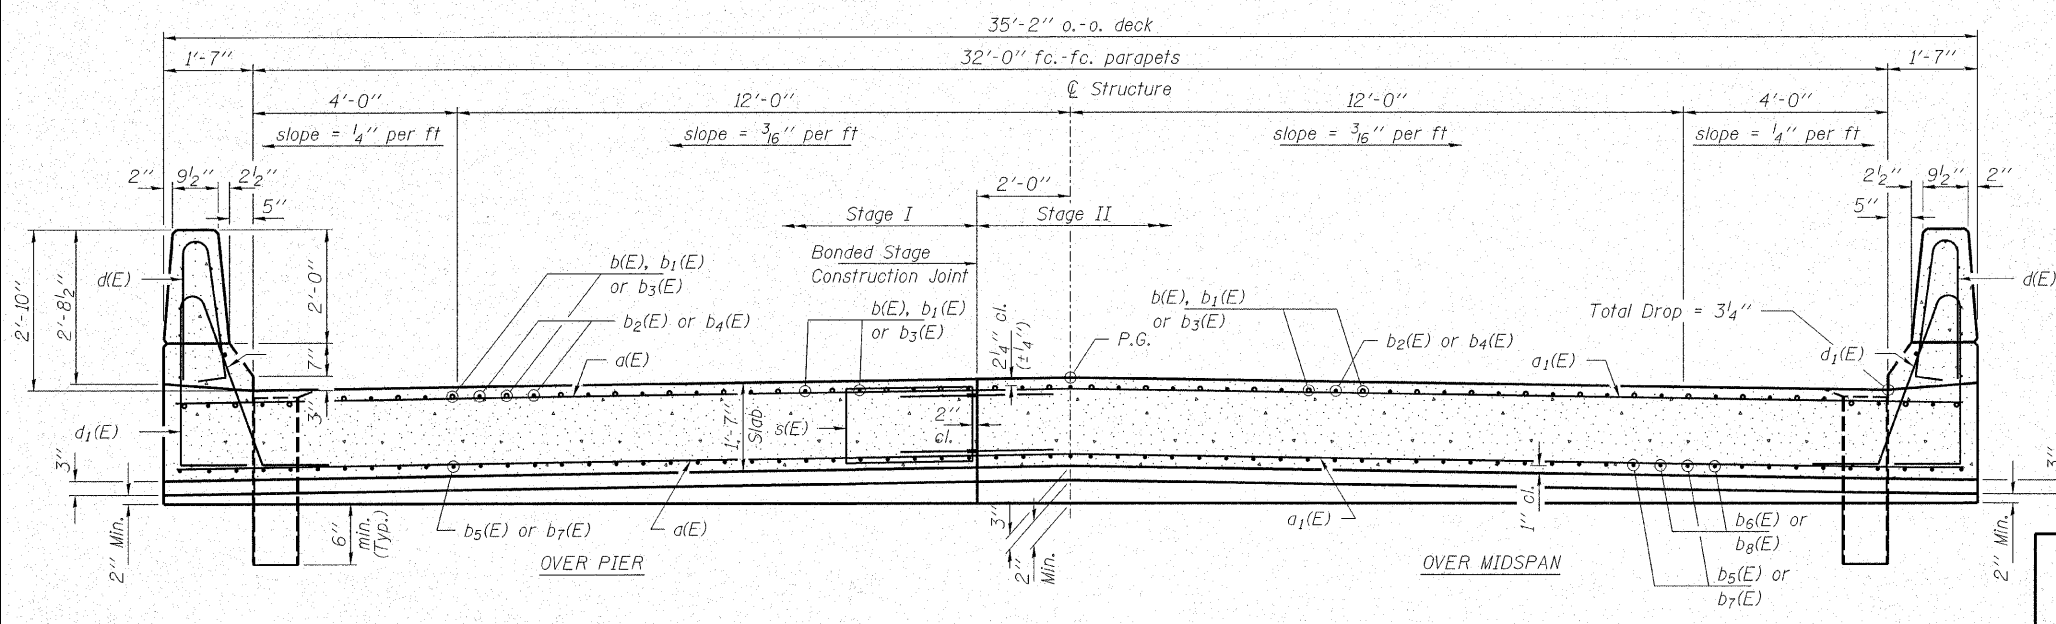 35'-2" o.-o. deck
1'-7"
32'-0" fc.-fc. parapets
1'-7"
℄ Structure
4'-0"
12'-0"
12'-0"
4'-0"
slope = 1/4" per ft
slope = 3/16" per ft
slope = 3/16" per ft
slope = 1/4" per ft
2"
9 1/2"
2 1/2"
5"
2'-0"
2 1/2"
9 1/2"
2"
5"
Stage I
Stage II
Bonded Stage
Construction Joint
d(E)
2'-10"
2'-8 1/2"
2'-0"
7"
3"
b(E), b1(E)
or b3(E)
b2(E) or b4(E)
a(E)
b(E), b1(E)
or b3(E)
2 1/4" cl.
(± 1/4")
P.G.
b(E), b1(E)
or b3(E)
b2(E) or b4(E)
a1(E)
Total Drop = 3 1/4"
d1(E)
d(E)
d1(E)
1'-7"
Slab
s(E)
2"
cl.
3"
2" Min.
6"
min.
(Typ.)
b5(E) or b7(E)
a(E)
OVER PIER
3"
2"
Min.
a1(E)
1" cl.
OVER MIDSPAN
b6(E) or
b8(E)
b5(E) or
b7(E)
3"
2" Min.